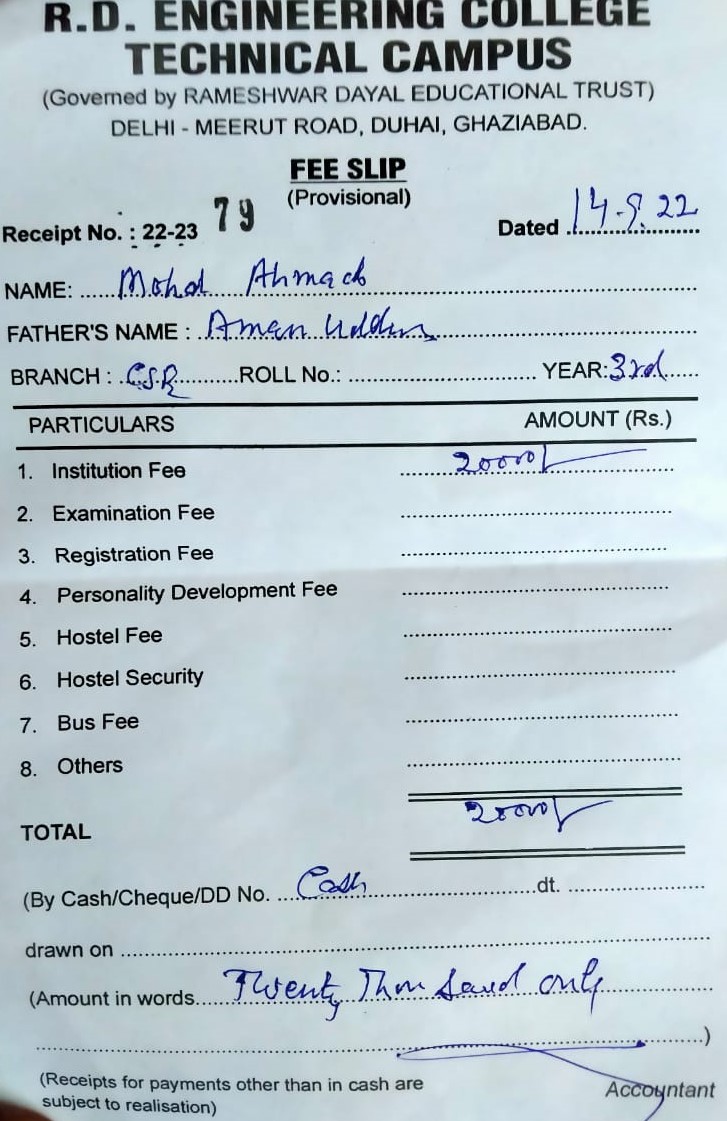 R.D. ENGINEERING COLLEGE
TECHNICAL CAMPUS
(Governed by RAMESHWAR DAYAL EDUCATIONAL TRUST)
DELHI - MEERUT ROAD, DUHAI, GHAZIABAD.
FEE SLIP
(Provisional)
Receipt No. : 22-23 79 Dated 14-9.22
NAME: Mohd Ahmad
FATHER'S NAME : Aman Uddin
BRANCH : C.S.E ROLL No.: YEAR: 3rd
PARTICULARS AMOUNT (Rs.)
1. Institution Fee 20000/-
2. Examination Fee
3. Registration Fee
4. Personality Development Fee
5. Hostel Fee
6. Hostel Security
7. Bus Fee
8. Others
TOTAL 20000/-
(By Cash/Cheque/DD No. Cash dt.
drawn on
(Amount in words Twenty Thousand only
)
(Receipts for payments other than in cash are
subject to realisation)
Accountant